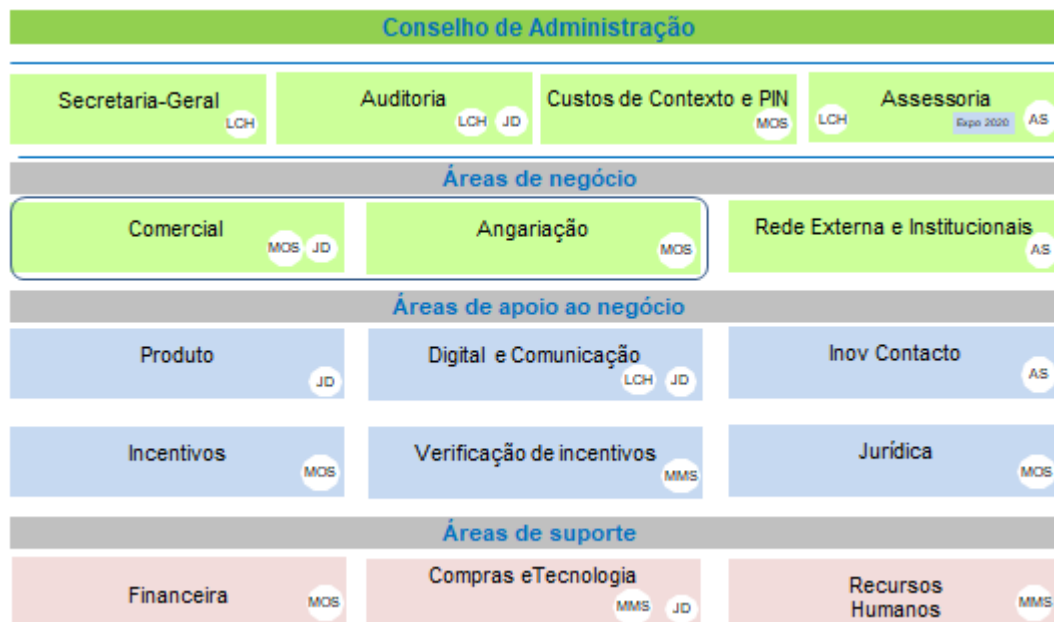 Conselho de Administração
Secretaria-Geral
LCH
Auditoria
LCH JD
Custos de Contexto e PIN
MOS
Assessoria
LCH Expo 2020 AS
Áreas de negócio
Comercial
MOS JD
Angariação
MOS
Rede Externa e Institucionais
AS
Áreas de apoio ao negócio
Produto
JD
Digital e Comunicação
LCH JD
Inov Contacto
AS
Incentivos
MOS
Verificação de incentivos
MMS
Jurídica
MOS
Áreas de suporte
Financeira
MOS
Compras eTecnologia
MMS JD
Recursos
Humanos
MMS